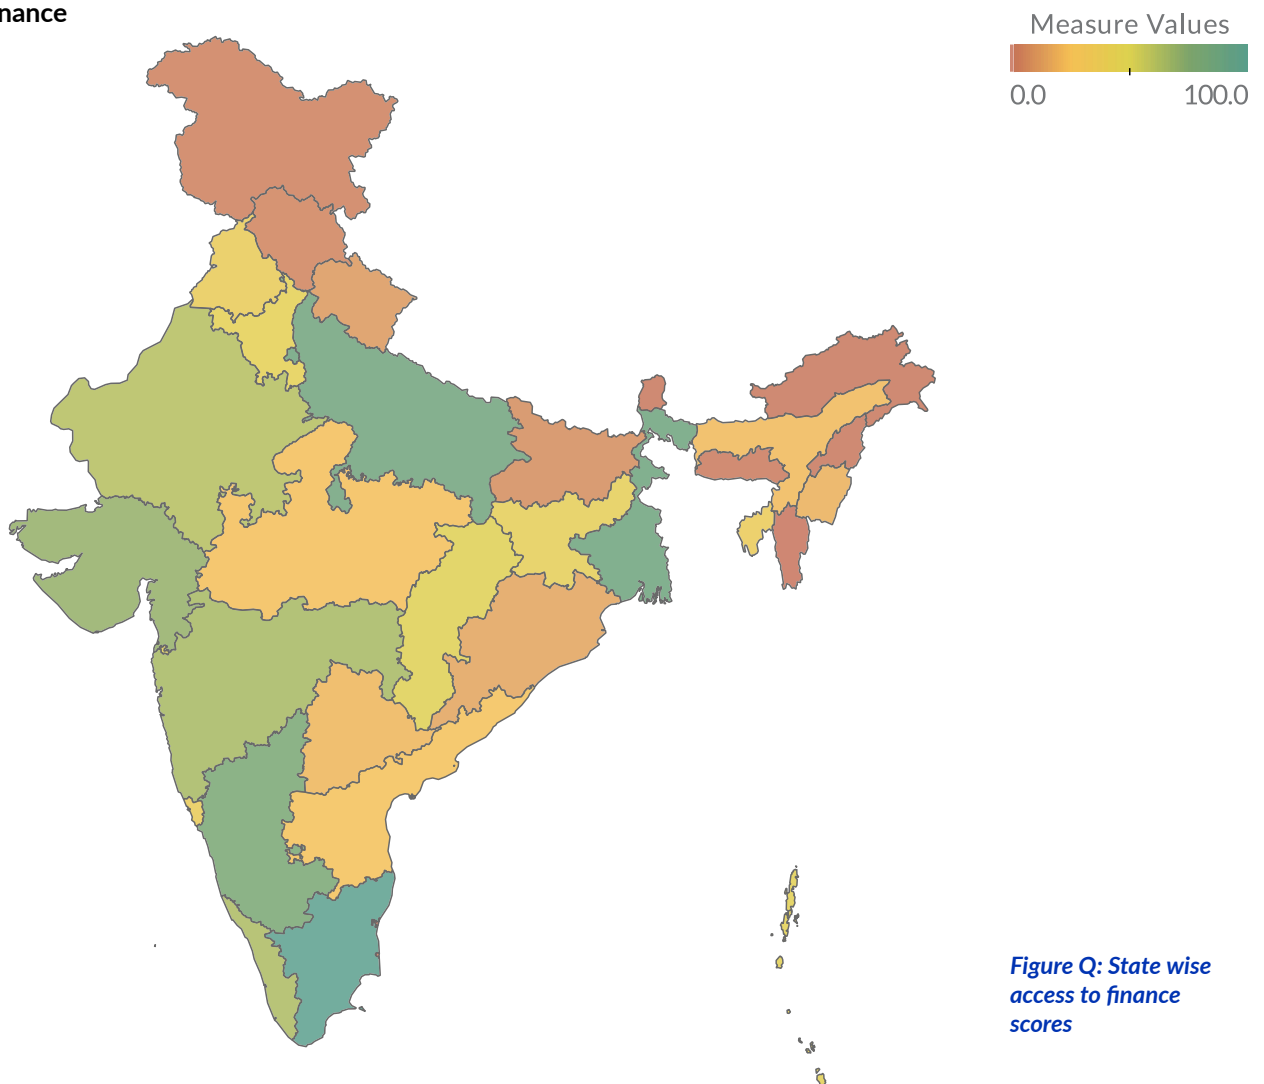 nance
Measure Values
0.0 100.0
Figure Q: State wise
access to finance
scores